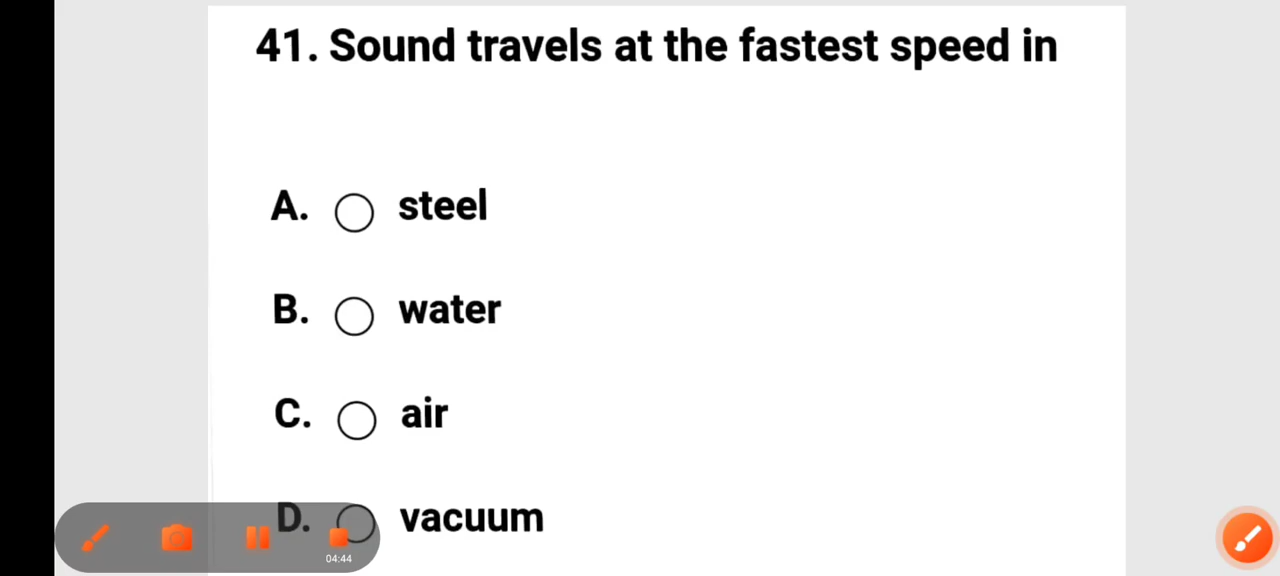 41. Sound travels at the fastest speed in
A. steel
B. water
C. air
D. vacuum
04:44